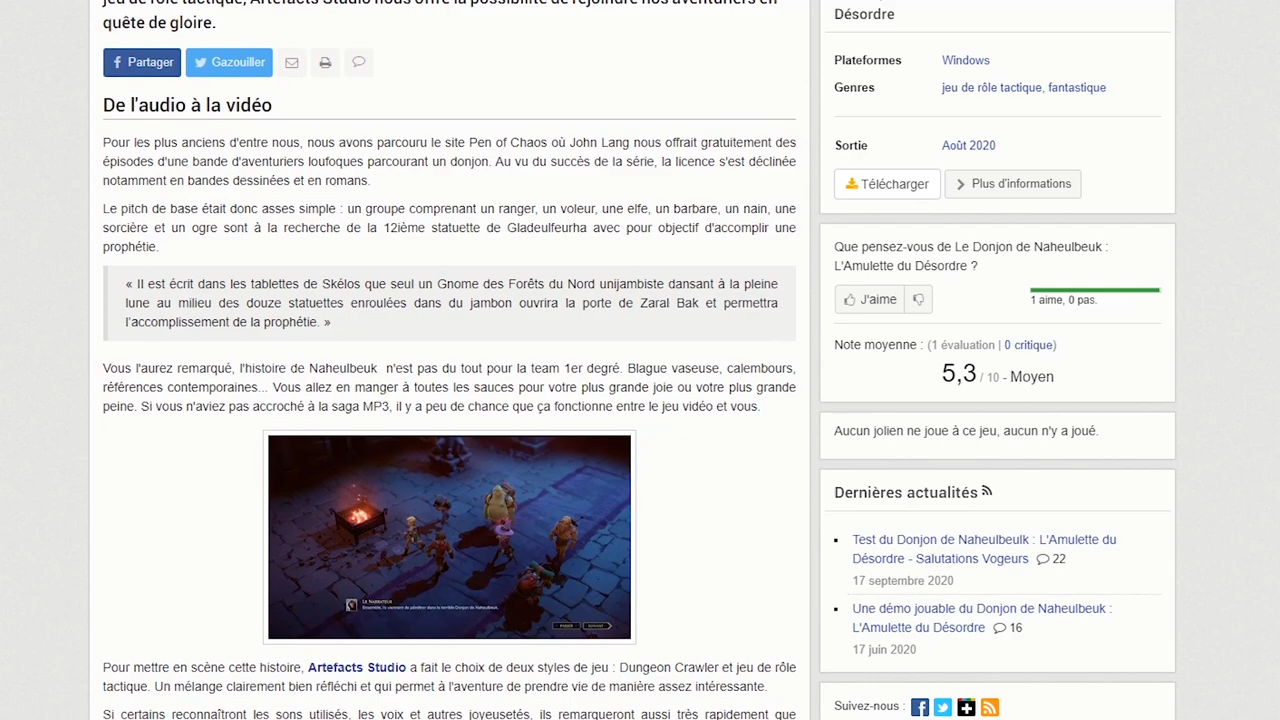 jeu de rôle tactique, Artefacts Studio nous offre la possibilité de rejoindre nos aventuriers en
quête de gloire.
Partager
Gazouiller
De l'audio à la vidéo
Pour les plus anciens d'entre nous, nous avons parcouru le site Pen of Chaos où John Lang nous offrait gratuitement des
épisodes d'une bande d'aventuriers loufoques parcourant un donjon. Au vu du succès de la série, la licence s'est déclinée
notamment en bandes dessinées et en romans.
Le pitch de base était donc asses simple : un groupe comprenant un ranger, un voleur, une elfe, un barbare, un nain, une
sorcière et un ogre sont à la recherche de la 12ième statuette de Gladeulfeurha avec pour objectif d'accomplir une
prophétie.
« Il est écrit dans les tablettes de Skélos que seul un Gnome des Forêts du Nord unijambiste dansant à la pleine
lune au milieu des douze statuettes enroulées dans du jambon ouvrira la porte de Zaral Bak et permettra
l'accomplissement de la prophétie. »
Vous l'aurez remarqué, l'histoire de Naheulbeuk n'est pas du tout pour la team 1er degré. Blague vaseuse, calembours,
références contemporaines... Vous allez en manger à toutes les sauces pour votre plus grande joie ou votre plus grande
peine. Si vous n'aviez pas accroché à la saga MP3, il y a peu de chance que ça fonctionne entre le jeu vidéo et vous.
LE NARRATEUR
Ensemble, ils viennent de pénétrer dans le terrible Donjon de Naheulbeuk.
Pour mettre en scène cette histoire, Artefacts Studio a fait le choix de deux styles de jeu : Dungeon Crawler et jeu de rôle
tactique. Un mélange clairement bien réfléchi et qui permet à l'aventure de prendre vie de manière assez intéressante.
Si certains reconnaîtront les sons utilisés, les voix et autres joyeusetés, ils remarqueront aussi très rapidement que
Désordre
Plateformes Windows
Genres jeu de rôle tactique, fantastique
Sortie Août 2020
Télécharger
Plus d'informations
Que pensez-vous de Le Donjon de Naheulbeuk :
L'Amulette du Désordre ?
J'aime
1 aime, 0 pas.
Note moyenne : (1 évaluation | 0 critique)
5,3 / 10 - Moyen
Aucun jolien ne joue à ce jeu, aucun n'y a joué.
Dernières actualités
Test du Donjon de Naheulbeulk : L'Amulette du
Désordre - Salutations Vogeurs 22
17 septembre 2020
Une démo jouable du Donjon de Naheulbeuk :
L'Amulette du Désordre 16
17 juin 2020
Suivez-nous :